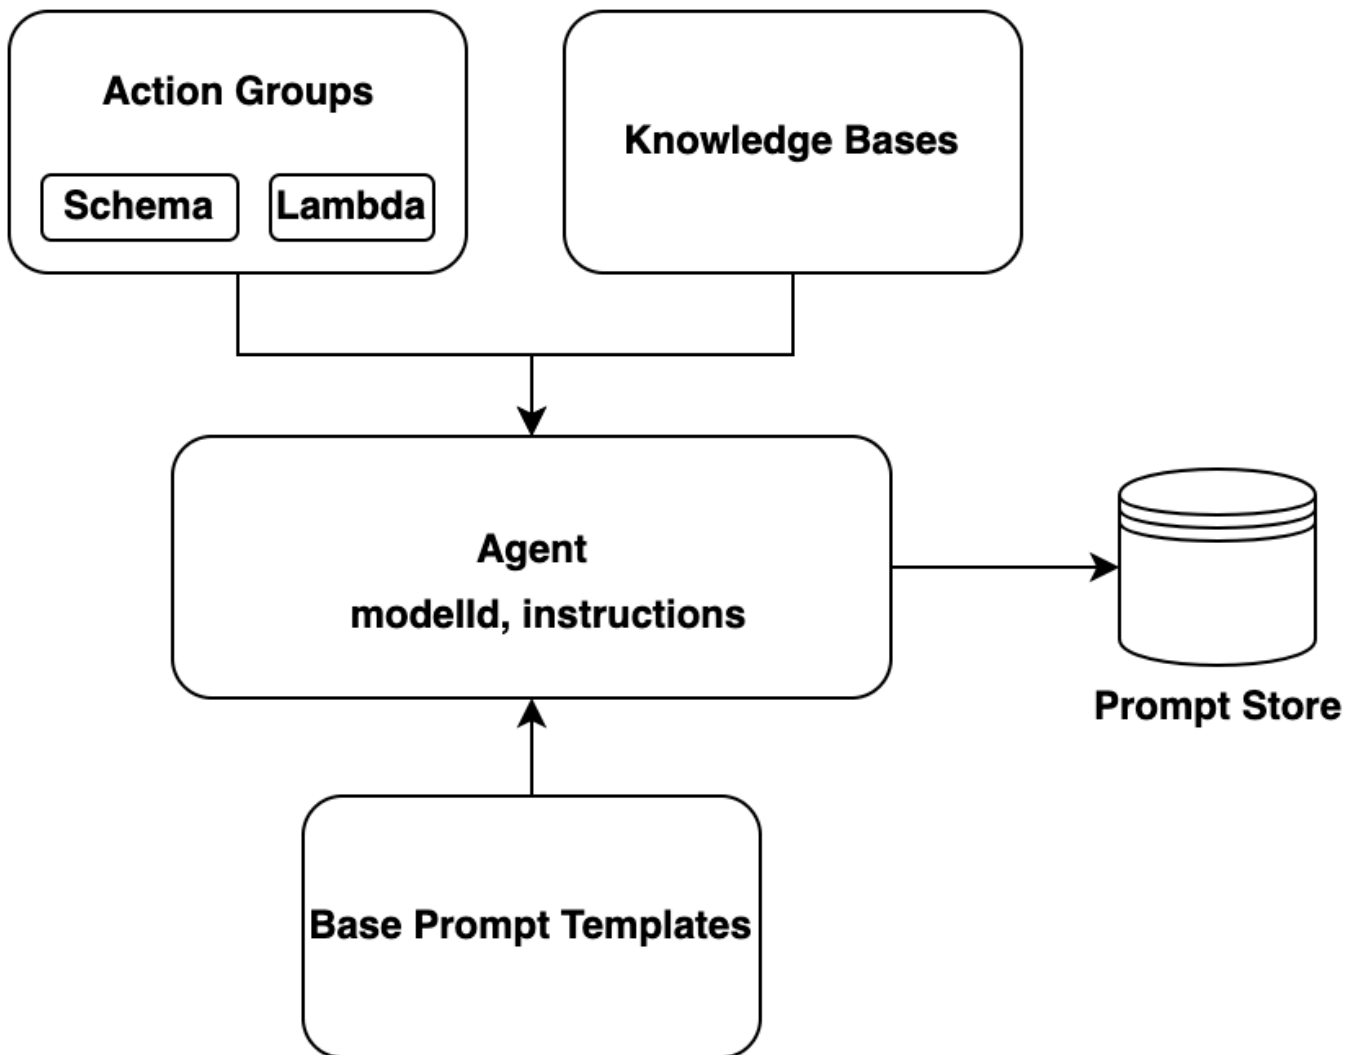 Action Groups
Schema
Lambda
Knowledge Bases
Agent
modelId, instructions
Prompt Store
Base Prompt Templates